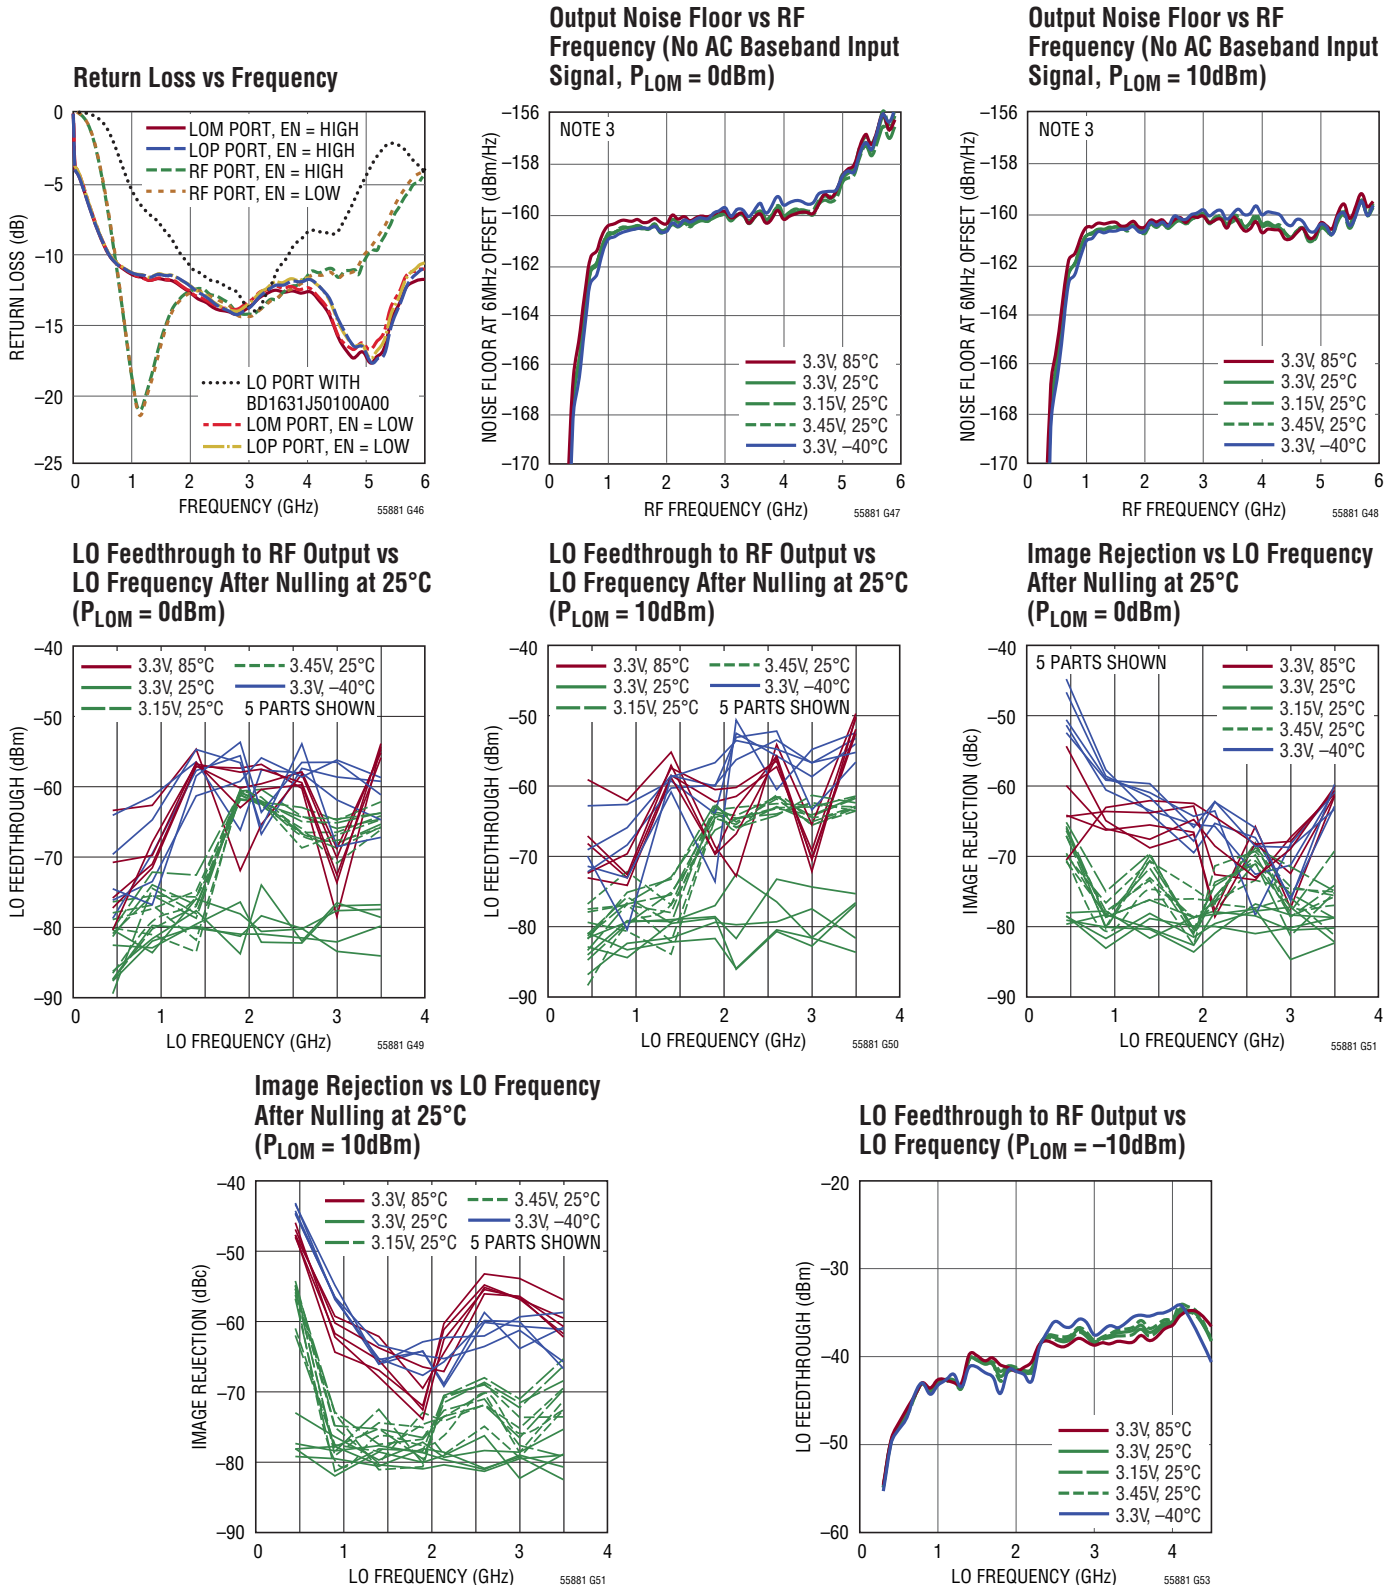 Return Loss vs Frequency
RETURN LOSS (dB)
0
–5
–10
–15
–20
–25
LOM PORT, EN = HIGH
LOP PORT, EN = HIGH
RF PORT, EN = HIGH
RF PORT, EN = LOW
LO PORT WITH
BD1631J50100A00
LOM PORT, EN = LOW
LOP PORT, EN = LOW
0 1 2 3 4 5 6
FREQUENCY (GHz)
55881 G46
Output Noise Floor vs RF
Frequency (No AC Baseband Input
Signal, PLOM = 0dBm)
NOISE FLOOR AT 6MHz OFFSET (dBm/Hz)
–156
–158
–160
–162
–164
–166
–168
–170
NOTE 3
3.3V, 85°C
3.3V, 25°C
3.15V, 25°C
3.45V, 25°C
3.3V, –40°C
0 1 2 3 4 5 6
RF FREQUENCY (GHz)
55881 G47
Output Noise Floor vs RF
Frequency (No AC Baseband Input
Signal, PLOM = 10dBm)
NOISE FLOOR AT 6MHz OFFSET (dBm/Hz)
–156
–158
–160
–162
–164
–166
–168
–170
NOTE 3
3.3V, 85°C
3.3V, 25°C
3.15V, 25°C
3.45V, 25°C
3.3V, –40°C
0 1 2 3 4 5 6
RF FREQUENCY (GHz)
55881 G48
LO Feedthrough to RF Output vs
LO Frequency After Nulling at 25°C
(PLOM = 0dBm)
LO FEEDTHROUGH (dBm)
–40
–50
–60
–70
–80
–90
3.3V, 85°C 3.45V, 25°C
3.3V, 25°C 3.3V, –40°C
3.15V, 25°C 5 PARTS SHOWN
0 1 2 3 4
LO FREQUENCY (GHz)
55881 G49
LO Feedthrough to RF Output vs
LO Frequency After Nulling at 25°C
(PLOM = 10dBm)
LO FEEDTHROUGH (dBm)
–40
–50
–60
–70
–80
–90
3.3V, 85°C 3.45V, 25°C
3.3V, 25°C 3.3V, –40°C
3.15V, 25°C 5 PARTS SHOWN
0 1 2 3 4
LO FREQUENCY (GHz)
55881 G50
Image Rejection vs LO Frequency
After Nulling at 25°C
(PLOM = 0dBm)
IMAGE REJECTION (dBc)
–40
–50
–60
–70
–80
–90
5 PARTS SHOWN
3.3V, 85°C
3.3V, 25°C
3.15V, 25°C
3.45V, 25°C
3.3V, –40°C
0 1 2 3 4
LO FREQUENCY (GHz)
55881 G51
Image Rejection vs LO Frequency
After Nulling at 25°C
(PLOM = 10dBm)
IMAGE REJECTION (dBc)
–40
–50
–60
–70
–80
–90
3.3V, 85°C 3.45V, 25°C
3.3V, 25°C 3.3V, –40°C
3.15V, 25°C 5 PARTS SHOWN
0 1 2 3 4
LO FREQUENCY (GHz)
55881 G51
LO Feedthrough to RF Output vs
LO Frequency (PLOM = –10dBm)
LO FEEDTHROUGH (dBm)
–20
–30
–40
–50
–60
3.3V, 85°C
3.3V, 25°C
3.15V, 25°C
3.45V, 25°C
3.3V, –40°C
0 1 2 3 4
LO FREQUENCY (GHz)
55881 G53